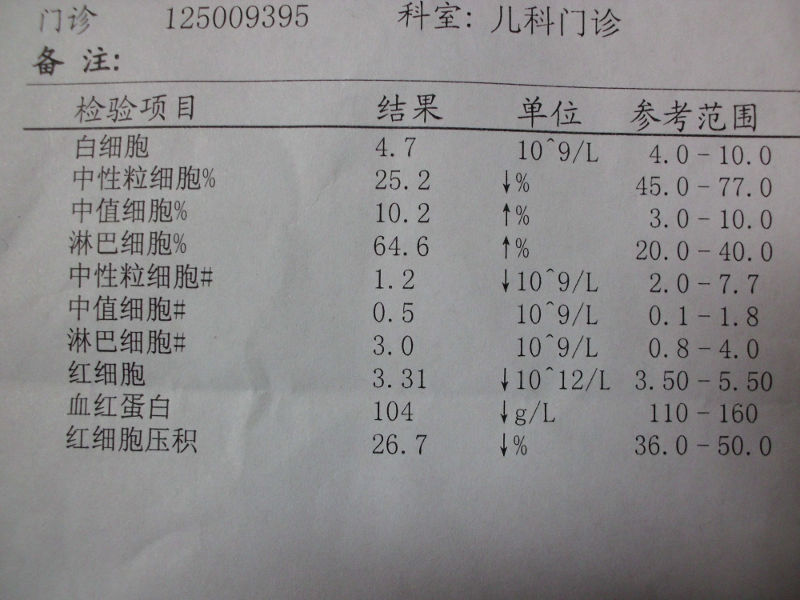 门诊 125009395 科室: 儿科门诊
备 注:
检验项目 结果 单位 参考范围
白细胞 4.7 10^9/L 4.0-10.0
中性粒细胞% 25.2 ↓% 45.0-77.0
中值细胞% 10.2 ↑% 3.0-10.0
淋巴细胞% 64.6 ↑% 20.0-40.0
中性粒细胞# 1.2 ↓10^9/L 2.0-7.7
中值细胞# 0.5 10^9/L 0.1-1.8
淋巴细胞# 3.0 10^9/L 0.8-4.0
红细胞 3.31 ↓10^12/L 3.50-5.50
血红蛋白 104 ↓g/L 110-160
红细胞压积 26.7 ↓% 36.0-50.0